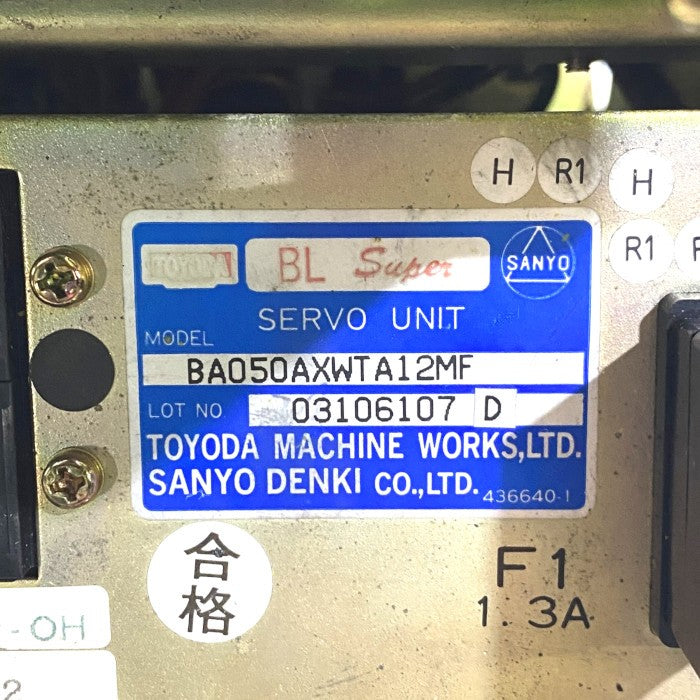 H R1 H
R1
TOYODA BL Super SANYO
SERVO UNIT
MODEL
BA050AXWTA12MF
LOT NO. 03106107 D
TOYODA MACHINE WORKS,LTD.
SANYO DENKI CO.,LTD. 436640-1
合格
F1
1.3A
-OH
2